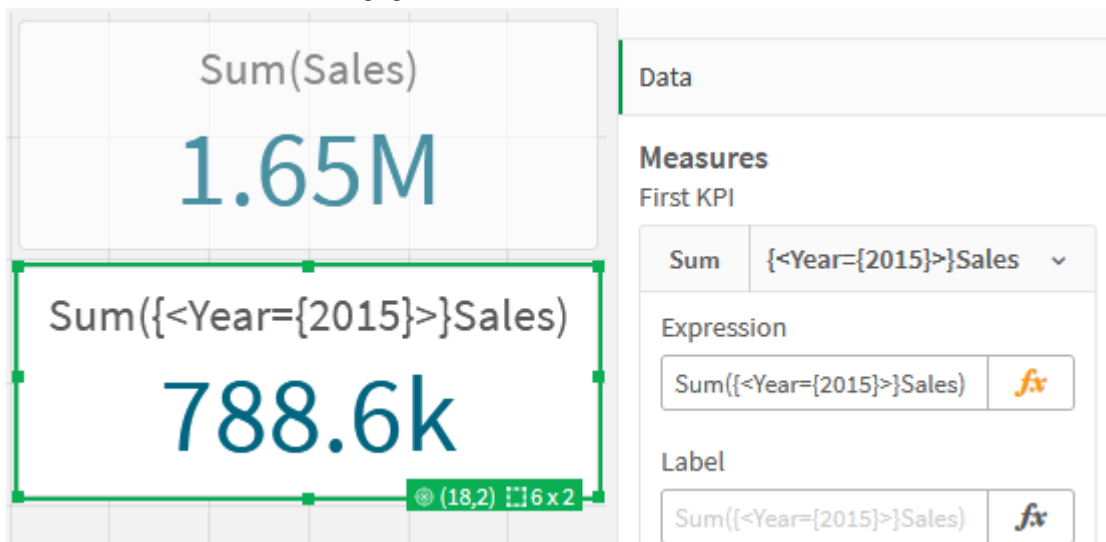 Sum(Sales)
1.65M
Sum({<Year={2015}>}Sales)
788.6k
(18,2) 6 x 2
Data
Measures
First KPI
Sum {<Year={2015}>}Sales
Expression
Sum({<Year={2015}>}Sales) fx
Label
Sum({<Year={2015}>}Sales) fx